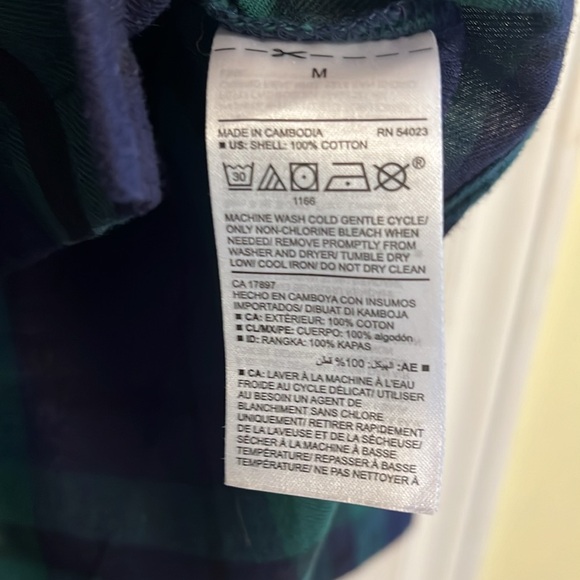 M
MADE IN CAMBODIA RN 54023
■ US: SHELL: 100% COTTON
30
®
1166
MACHINE WASH COLD GENTLE CYCLE/
ONLY NON-CHLORINE BLEACH WHEN
NEEDED/ REMOVE PROMPTLY FROM
WASHER AND DRYER/ TUMBLE DRY
LOW/ COOL IRON/ DO NOT DRY CLEAN
CA 17897
HECHO EN CAMBOYA CON INSUMOS
IMPORTADOS/ DIBUAT DI KAMBOJA
■ CA: EXTÉRIEUR: 100% COTON
■ CL/MX/PE: CUERPO: 100% algodón
■ ID: RANGKA: 100% KAPAS
■ AE: الهيكل: 100% قطن
■ CA: LAVER À LA MACHINE À L'EAU
FROIDE AU CYCLE DÉLICAT/ UTILISER
AU BESOIN UN AGENT DE
BLANCHIMENT SANS CHLORE
UNIQUEMENT/ RETIRER RAPIDEMENT
DE LA LAVEUSE ET DE LA SÉCHEUSE/
SÉCHER À LA MACHINE À BASSE
TEMPÉRATURE/ REPASSER À BASSE
TEMPÉRATURE/ NE PAS NETTOYER À